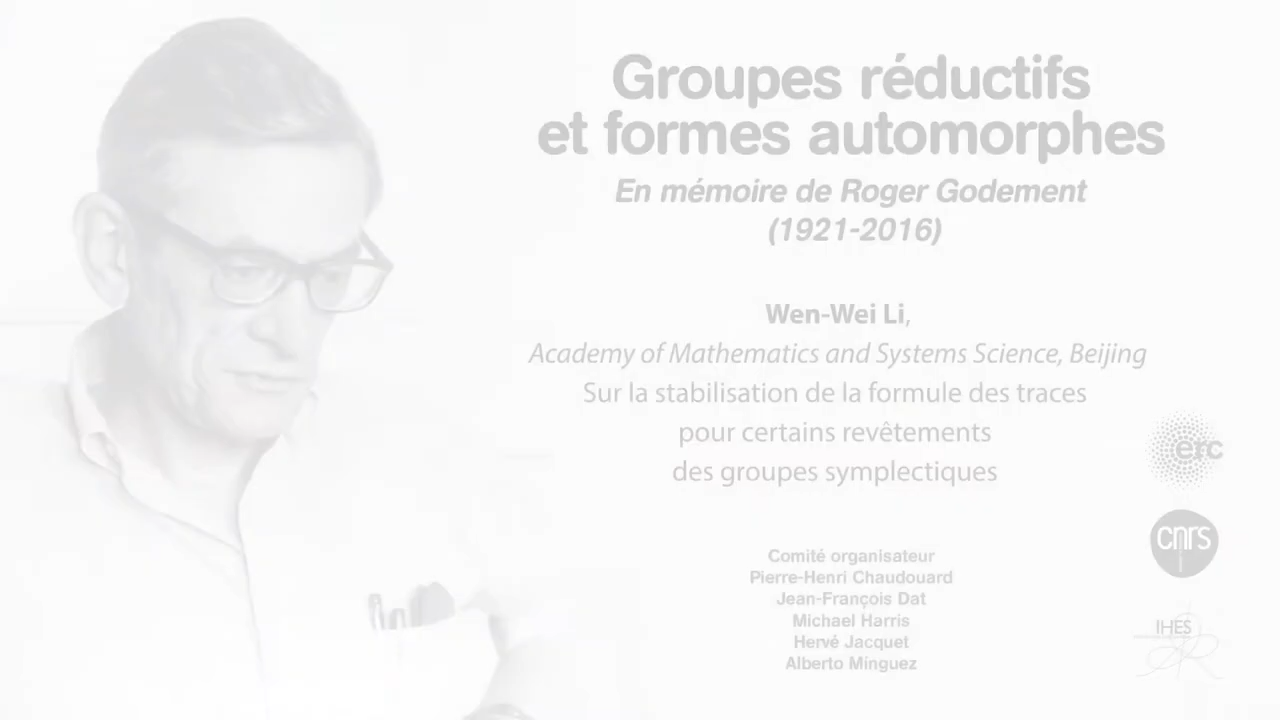 Groupes réductifs
et formes automorphes
En mémoire de Roger Godement
(1921-2016)
Wen-Wei Li,
Academy of Mathematics and Systems Science, Beijing
Sur la stabilisation de la formule des traces
pour certains revêtements
des groupes symplectiques
erc
cnrs
Comité organisateur
Pierre-Henri Chaudouard
Jean-François Dat
Michael Harris
Hervé Jacquet
Alberto Minguez
IHES